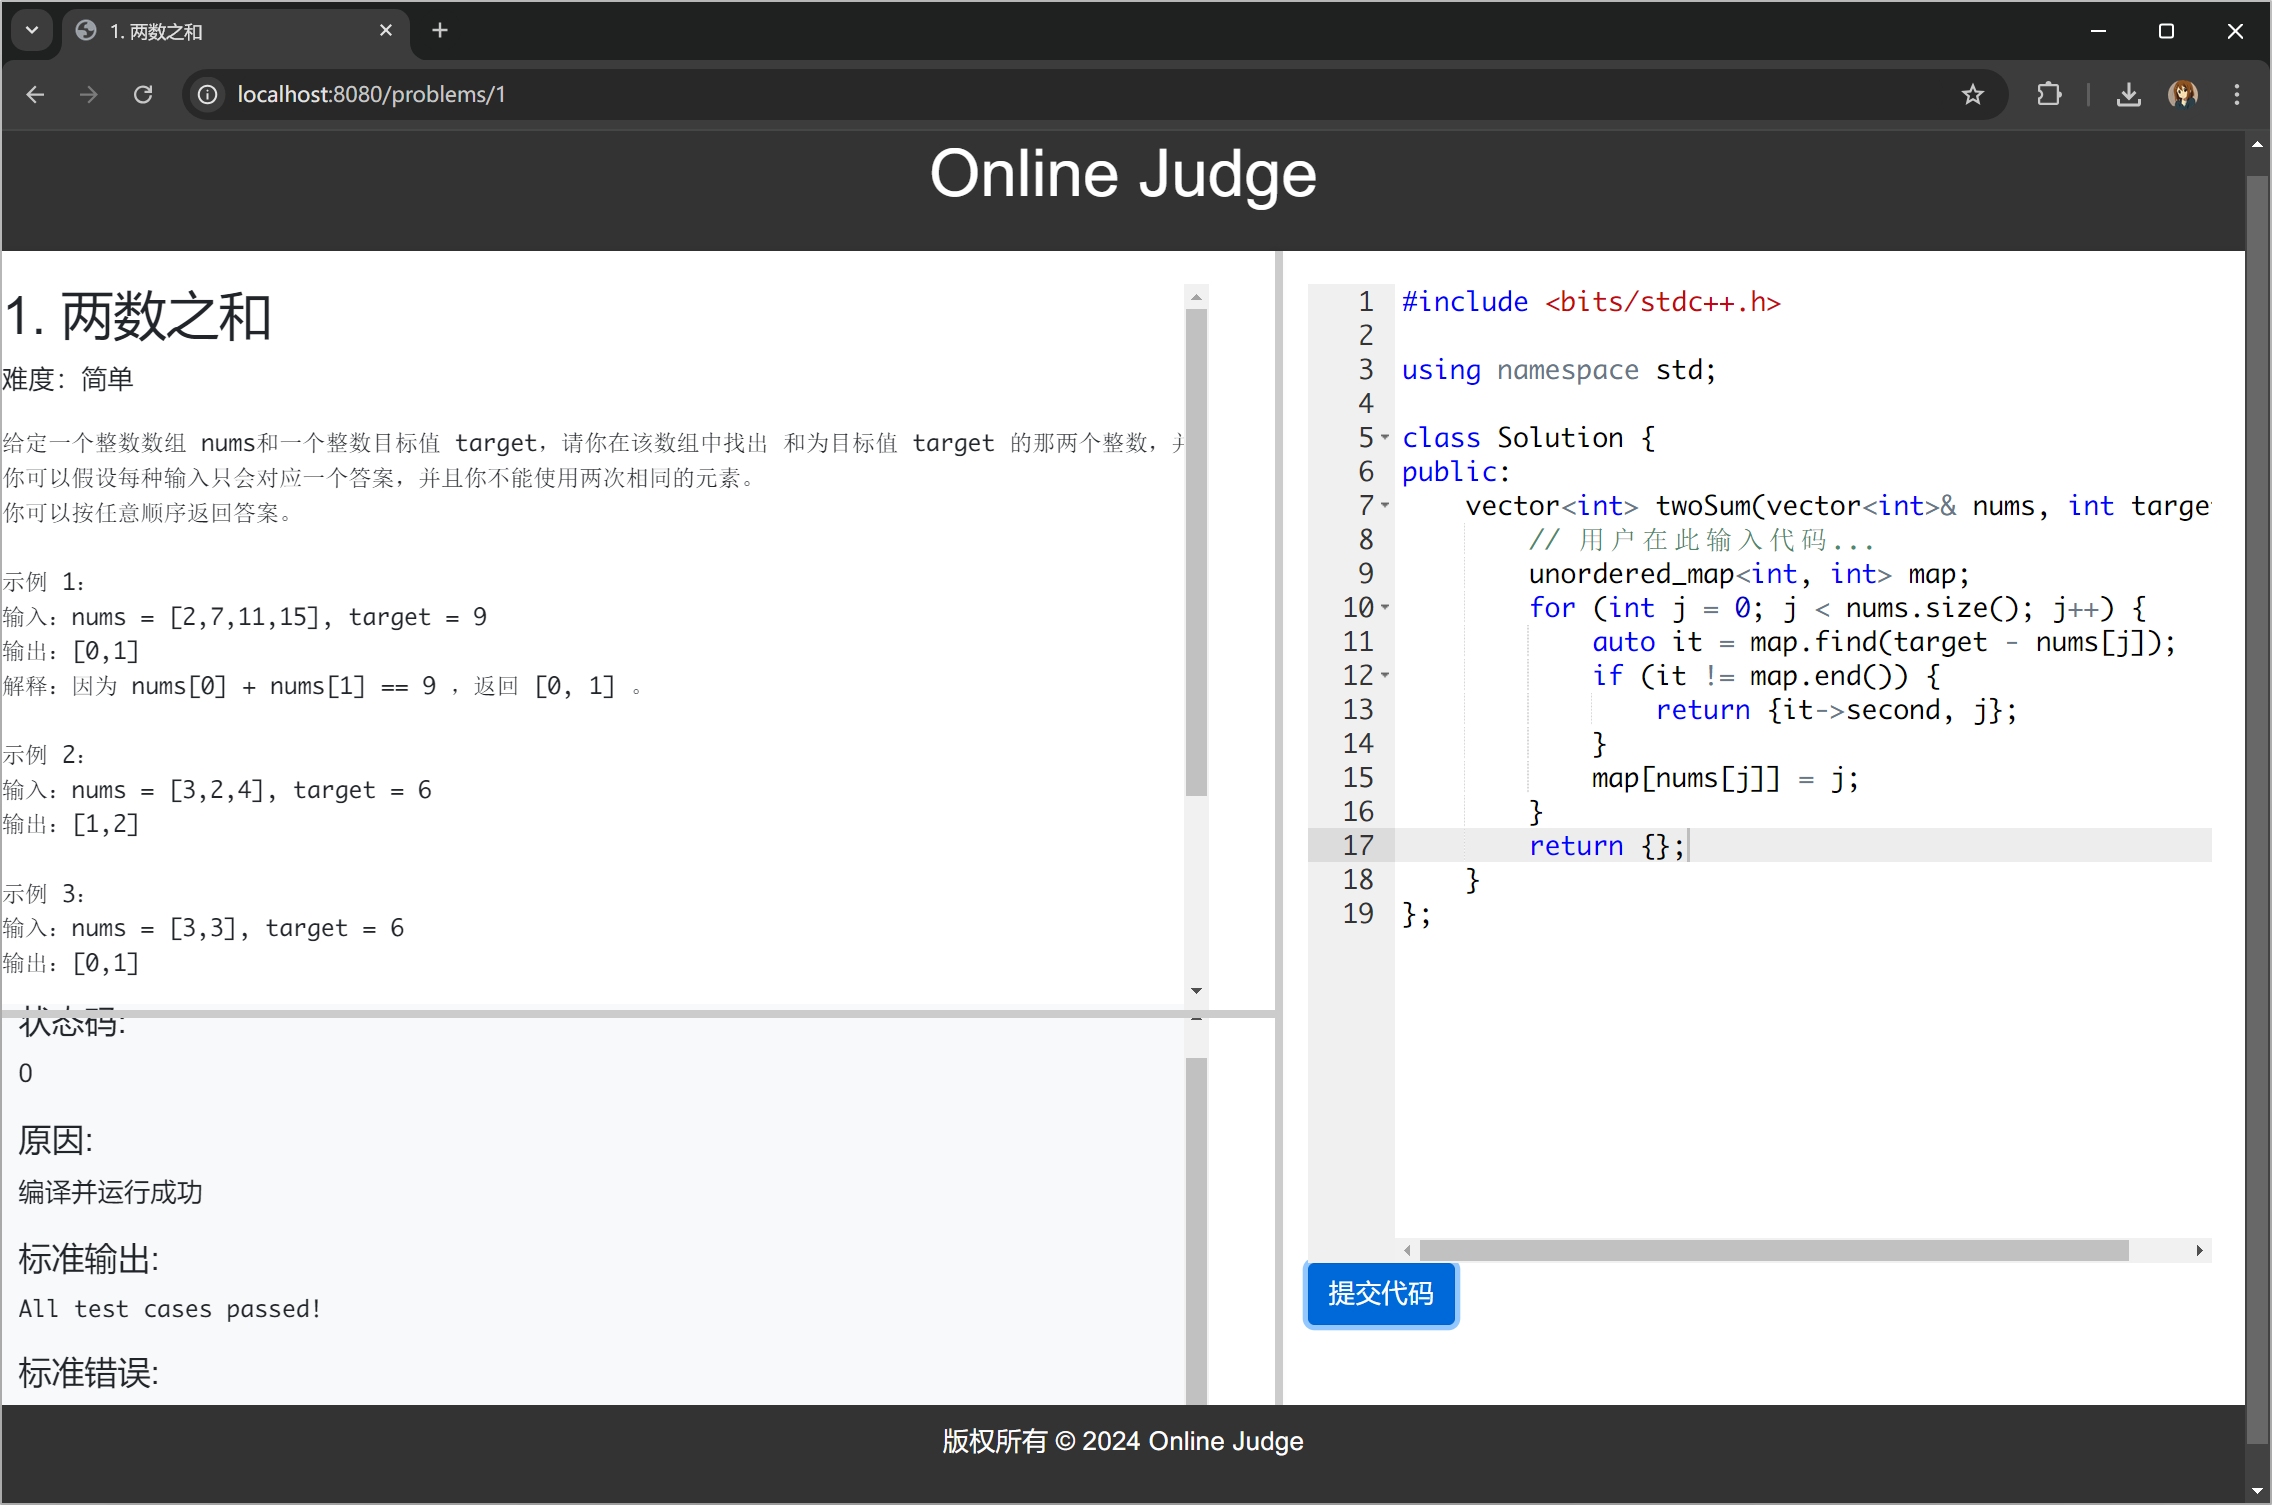 1. 两数之和
localhost:8080/problems/1
Online Judge
1. 两数之和
难度：简单
给定一个整数数组 nums和一个整数目标值 target，请你在该数组中找出 和为目标值 target 的那两个整数，
你可以假设每种输入只会对应一个答案，并且你不能使用两次相同的元素。
你可以按任意顺序返回答案。
示例 1：
输入：nums = [2,7,11,15], target = 9
输出：[0,1]
解释：因为 nums[0] + nums[1] == 9 ，返回 [0, 1] 。
示例 2：
输入：nums = [3,2,4], target = 6
输出：[1,2]
示例 3：
输入：nums = [3,3], target = 6
输出：[0,1]
状态码:
0
原因:
编译并运行成功
标准输出:
All test cases passed!
标准错误:
1 #include <bits/stdc++.h>
2
3 using namespace std;
4
5 class Solution {
6 public:
7 vector<int> twoSum(vector<int>& nums, int targe
8 // 用户在此输入代码...
9 unordered_map<int, int> map;
10 for (int j = 0; j < nums.size(); j++) {
11 auto it = map.find(target - nums[j]);
12 if (it != map.end()) {
13 return {it->second, j};
14 }
15 map[nums[j]] = j;
16 }
17 return {};
18 }
19 };
提交代码
版权所有 © 2024 Online Judge